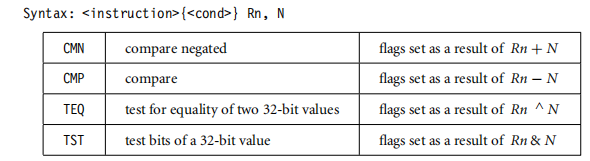 Syntax: <instruction>{<cond>} Rn, N
CMN compare negated flags set as a result of Rn + N
CMP compare flags set as a result of Rn − N
TEQ test for equality of two 32-bit values flags set as a result of Rn ^ N
TST test bits of a 32-bit value flags set as a result of Rn & N